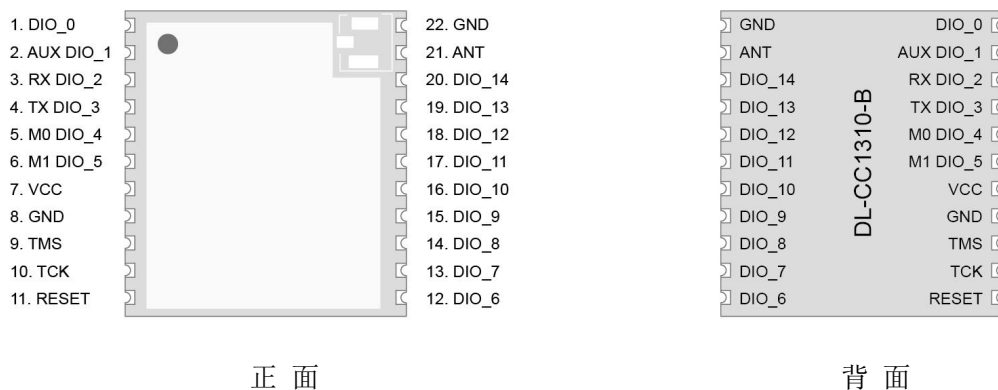 1. DIO_0
2. AUX DIO_1
3. RX DIO_2
4. TX DIO_3
5. M0 DIO_4
6. M1 DIO_5
7. VCC
8. GND
9. TMS
10. TCK
11. RESET
22. GND
21. ANT
20. DIO_14
19. DIO_13
18. DIO_12
17. DIO_11
16. DIO_10
15. DIO_9
14. DIO_8
13. DIO_7
12. DIO_6
正 面
GND
ANT
DIO_14
DIO_13
DIO_12
DIO_11
DIO_10
DIO_9
DIO_8
DIO_7
DIO_6
DL-CC1310-B
DIO_0
AUX DIO_1
RX DIO_2
TX DIO_3
M0 DIO_4
M1 DIO_5
VCC
GND
TMS
TCK
RESET
背 面